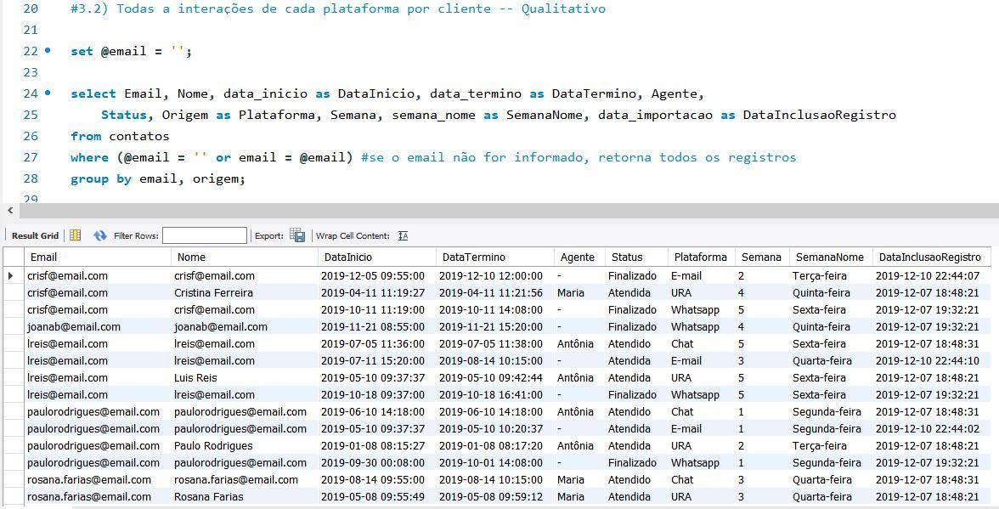 20 #3.2) Todas a interações de cada plataforma por cliente -- Qualitativo
21
22 set @email = '';
23
24 select Email, Nome, data_inicio as DataInicio, data_termino as DataTermino, Agente,
25 Status, Origem as Plataforma, Semana, semana_nome as SemanaNome, data_importacao as DataInclusaoRegistro
26 from contatos
27 where (@email = '' or email = @email) #se o email não for informado, retorna todos os registros
28 group by email, origem;
29
Result Grid Filter Rows: Export: Wrap Cell Content:
Email Nome DataInicio DataTermino Agente Status Plataforma Semana SemanaNome DataInclusaoRegistro
crisf@email.com crisf@email.com 2019-12-05 09:55:00 2019-12-10 12:00:00 - Finalizado E-mail 2 Terça-feira 2019-12-10 22:44:07
crisf@email.com Cristina Ferreira 2019-04-11 11:19:27 2019-04-11 11:21:56 Maria Atendida URA 4 Quinta-feira 2019-12-07 18:48:21
crisf@email.com crisf@email.com 2019-10-11 11:19:00 2019-10-11 14:08:00 - Finalizado Whatsapp 5 Sexta-feira 2019-12-07 19:32:21
joanab@email.com joanab@email.com 2019-11-21 08:55:00 2019-11-21 15:20:00 - Finalizado Whatsapp 4 Quinta-feira 2019-12-07 19:32:21
lreis@email.com lreis@email.com 2019-07-05 11:36:00 2019-07-05 11:38:00 Antônia Atendido Chat 5 Sexta-feira 2019-12-07 18:48:31
lreis@email.com lreis@email.com 2019-07-11 15:20:00 2019-08-14 10:15:00 - Atendida E-mail 3 Quarta-feira 2019-12-10 22:44:10
lreis@email.com Luis Reis 2019-05-10 09:37:37 2019-05-10 09:42:44 Antônia Atendida URA 5 Sexta-feira 2019-12-07 18:48:21
lreis@email.com lreis@email.com 2019-10-18 09:37:00 2019-10-18 16:41:00 - Finalizado Whatsapp 5 Sexta-feira 2019-12-07 19:32:21
paulorodrigues@email.com paulorodrigues@email.com 2019-06-10 14:18:00 2019-06-10 14:18:00 Antônia Atendido Chat 1 Segunda-feira 2019-12-07 18:48:31
paulorodrigues@email.com paulorodrigues@email.com 2019-05-10 09:37:37 2019-05-10 10:20:37 - Atendida E-mail 1 Segunda-feira 2019-12-10 22:44:02
paulorodrigues@email.com Paulo Rodrigues 2019-01-08 08:15:27 2019-01-08 08:17:20 Antônia Atendida URA 2 Terça-feira 2019-12-07 18:48:21
paulorodrigues@email.com paulorodrigues@email.com 2019-09-30 00:08:00 2019-10-01 14:08:00 - Finalizado Whatsapp 1 Segunda-feira 2019-12-07 19:32:21
rosana.farias@email.com rosana.farias@email.com 2019-08-14 09:55:00 2019-08-14 10:15:00 Maria Atendido Chat 3 Quarta-feira 2019-12-07 18:48:31
rosana.farias@email.com Rosana Farias 2019-05-08 09:55:49 2019-05-08 09:59:12 Maria Atendida URA 3 Quarta-feira 2019-12-07 18:48:21